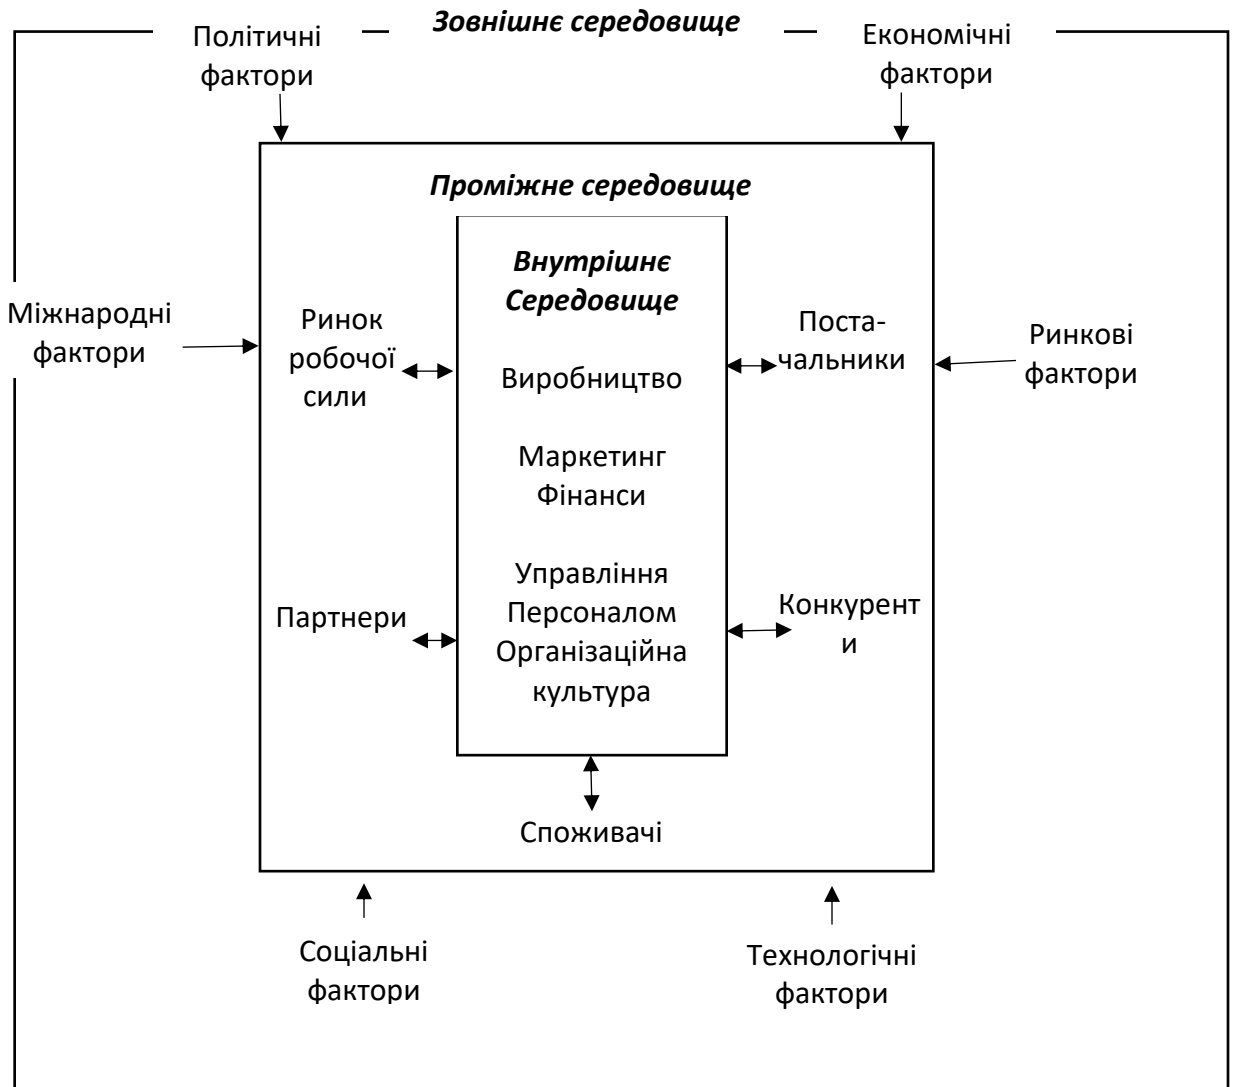 Зовнішнє середовище
Політичні
фактори
Економічні
фактори
Проміжне середовище
Внутрішнє
Середовище
Міжнародні
фактори
Ринок
робочої
сили
Виробництво
Поста-
чальники
Ринкові
фактори
Маркетинг
Фінанси
Партнери
Управління
Персоналом
Організаційна
культура
Конкурент
и
Споживачі
Соціальні
фактори
Технологічні
фактори